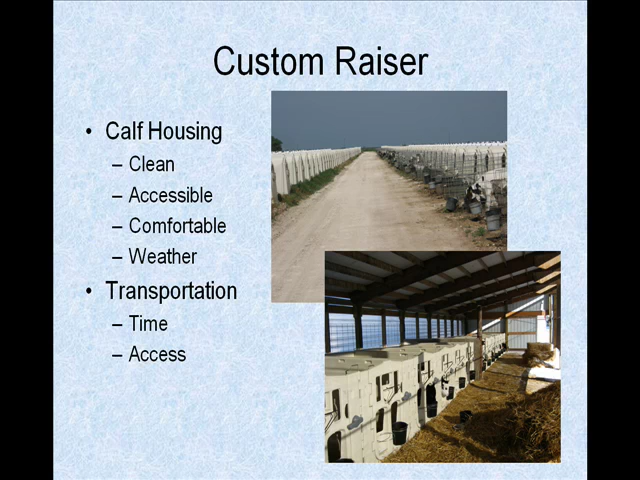 Custom Raiser
• Calf Housing
– Clean
– Accessible
– Comfortable
– Weather
• Transportation
– Time
– Access